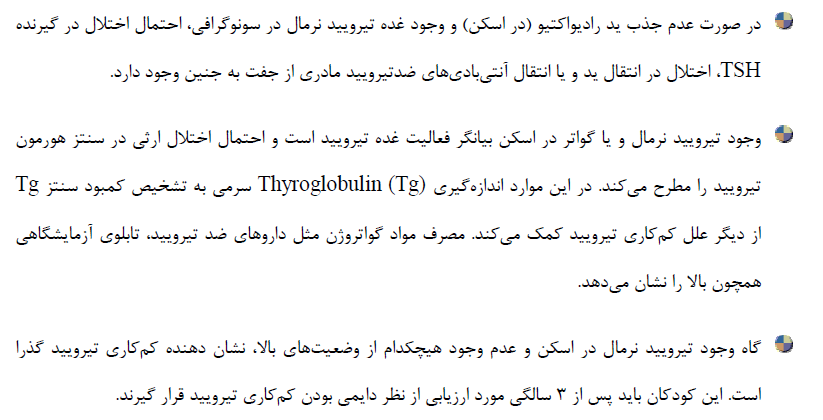 در صورت عدم جذب ید رادیواکتیو (در اسکن) و وجود غده تیرویید نرمال در سونوگرافی، احتمال اختلال در گیرنده
TSH، اختلال در انتقال ید و یا انتقال آنتی‌بادی‌های ضدتیرویید مادری از جفت به جنین وجود دارد.
وجود تیرویید نرمال و یا گواتر در اسکن بیانگر فعالیت غده تیرویید است و احتمال اختلال ارثی در سنتز هورمون
تیرویید را مطرح می‌کند. در این موارد اندازه‌گیری Thyroglobulin (Tg) سرمی به تشخیص کمبود سنتز Tg
از دیگر علل کم‌کاری تیرویید کمک می‌کند. مصرف مواد گواتروژن مثل داروهای ضد تیرویید، تابلوی آزمایشگاهی
همچون بالا را نشان می‌دهد.
گاه وجود تیرویید نرمال در اسکن و عدم وجود هیچکدام از وضعیت‌های بالا، نشان دهنده کم‌کاری تیرویید گذرا
است. این کودکان باید پس از ۳ سالگی مورد ارزیابی از نظر دایمی بودن کم‌کاری تیرویید قرار گیرند.